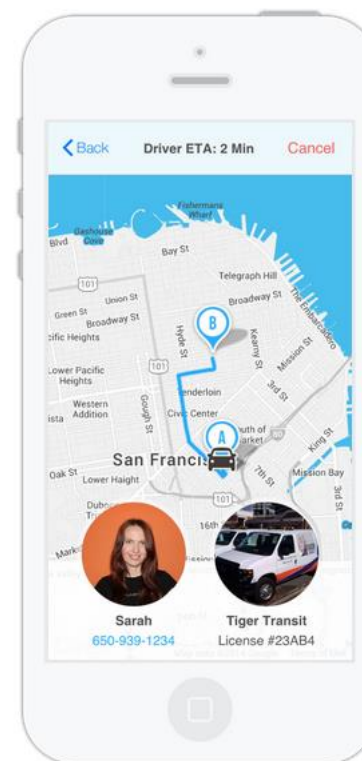 Back Driver ETA: 2 Min Cancel
Fishermans
Wharf
Gashouse
Cove
Blvd
Bay St
Telegraph Hill
101
Union St
Green St
Broadway St
Broadway St
The Embarcadero
B
cific Heights
Hyde St
Kearny St
Mission St
101
Lower Pacific
Heights
enderloin
3rd St
Western
Addition
ista
Gough St
Civic Center
A
outh of
arket
King St
San Francis
Oak St
7th St
Mission Bay
101
3rd St
16th
Sarah Tiger Transit
650-939-1234 License #23AB4